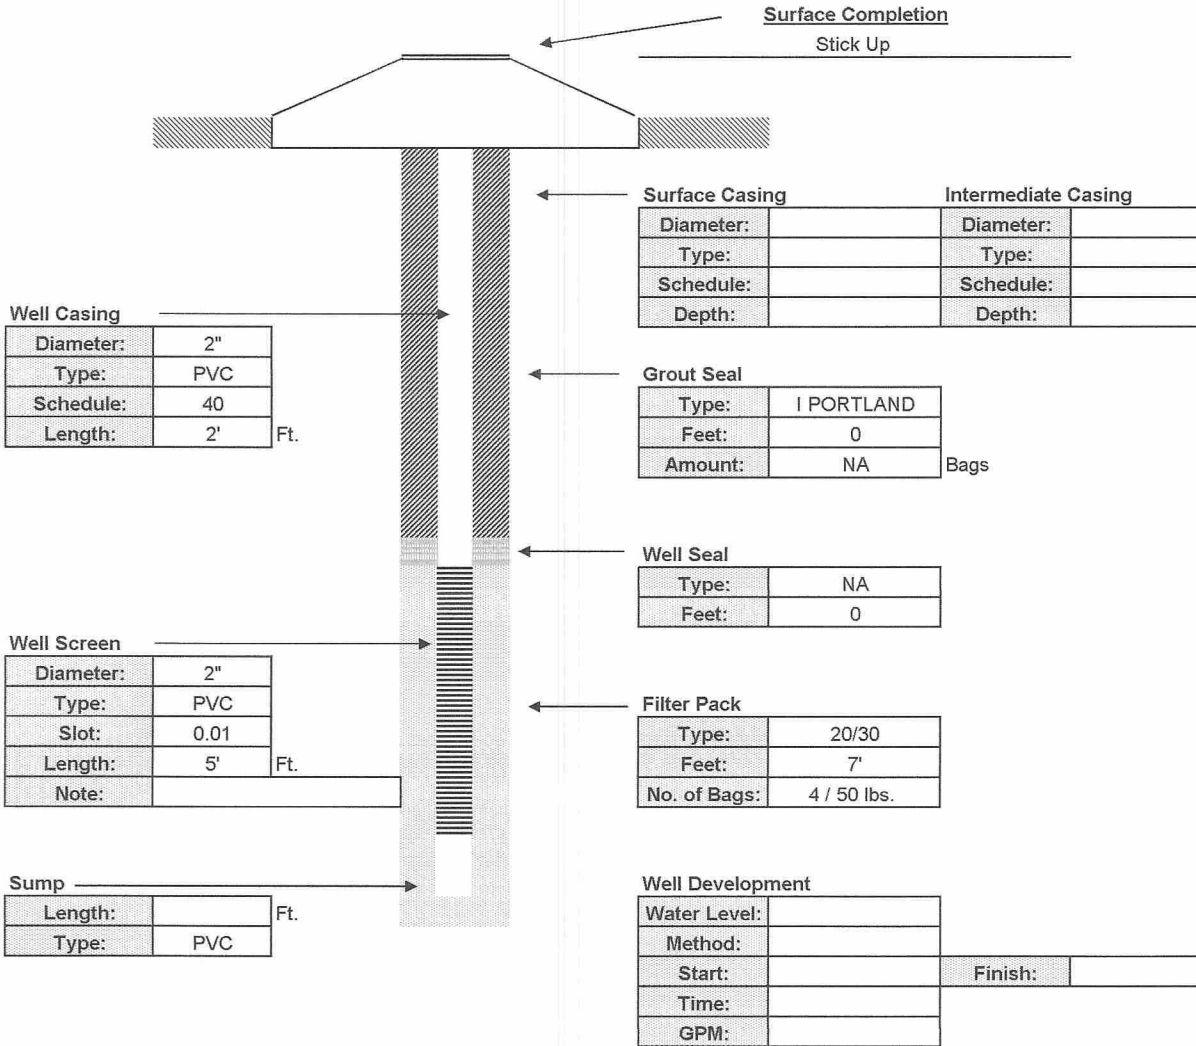 Surface Completion
Stick Up
Surface Casing Intermediate Casing
Diameter: Diameter:
Type: Type:
Schedule: Schedule:
Depth: Depth:
Well Casing
Diameter: 2"
Type: PVC
Schedule: 40
Length: 2' Ft.
Grout Seal
Type: I PORTLAND
Feet: 0
Amount: NA Bags
Well Seal
Type: NA
Feet: 0
Well Screen
Diameter: 2"
Type: PVC
Slot: 0.01
Length: 5' Ft.
Note:
Filter Pack
Type: 20/30
Feet: 7'
No. of Bags: 4 / 50 lbs.
Sump
Length: Ft.
Type: PVC
Well Development
Water Level:
Method:
Start: Finish:
Time:
GPM: